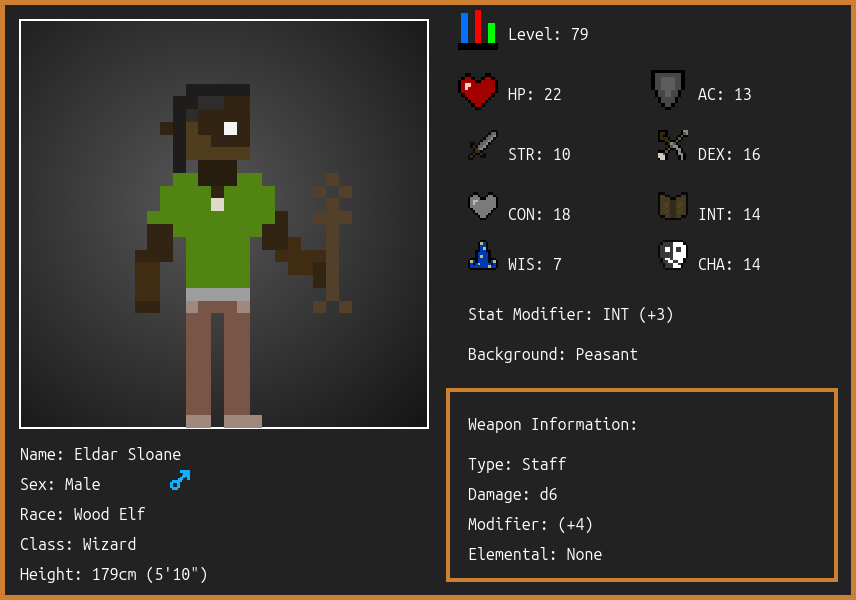 Level: 79
HP: 22
AC: 13
STR: 10
DEX: 16
CON: 18
INT: 14
WIS: 7
CHA: 14
Stat Modifier: INT (+3)
Background: Peasant
Weapon Information:
Type: Staff
Damage: d6
Modifier: (+4)
Elemental: None
Name: Eldar Sloane
Sex: Male
Race: Wood Elf
Class: Wizard
Height: 179cm (5'10")